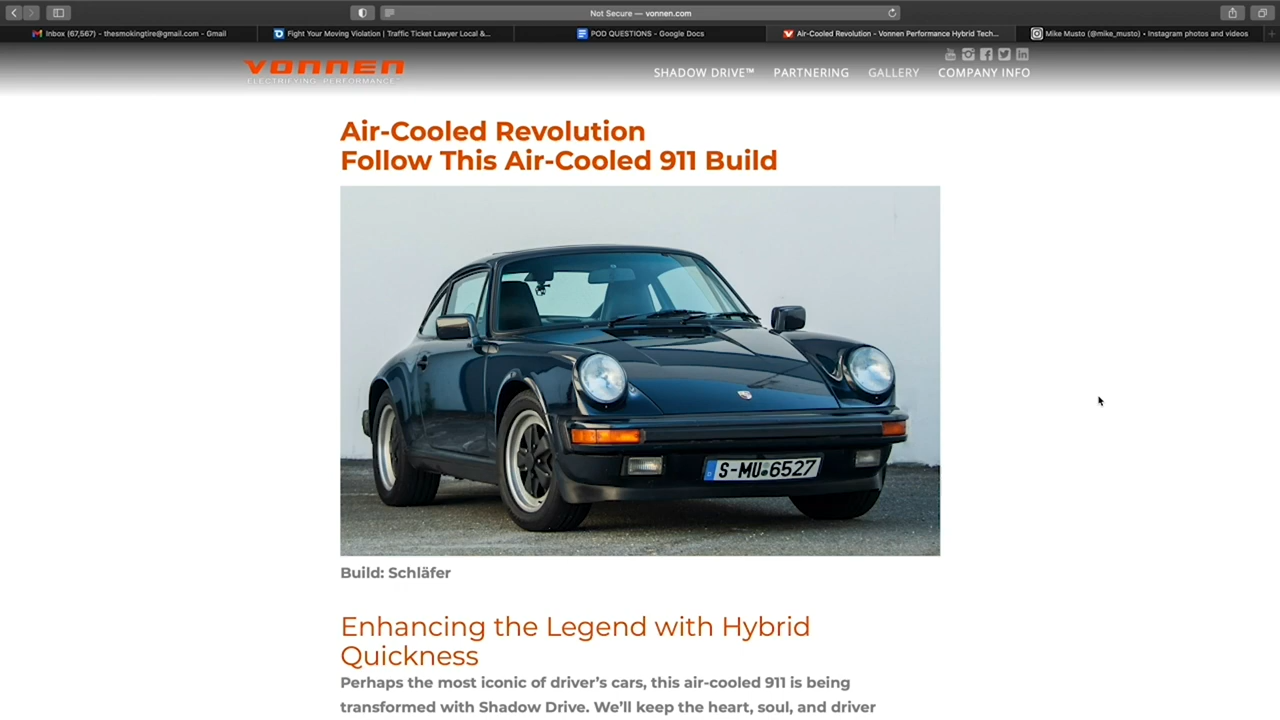 Not Secure — vonnen.com
Inbox (67,567) - thesmokingtire@gmail.com - Gmail
Fight Your Moving Violation | Traffic Ticket Lawyer Local &...
POD QUESTIONS - Google Docs
Air-Cooled Revolution - Vonnen Performance Hybrid Tech...
Mike Musto (@mike_musto) • Instagram photos and videos
VONNEN
ELECTRIFYING PERFORMANCE
SHADOW DRIVE™ PARTNERING GALLERY COMPANY INFO
Air-Cooled Revolution
Follow This Air-Cooled 911 Build
S-MU 6527
Build: Schläfer
Enhancing the Legend with Hybrid
Quickness
Perhaps the most iconic of driver's cars, this air-cooled 911 is being
transformed with Shadow Drive. We'll keep the heart, soul, and driver